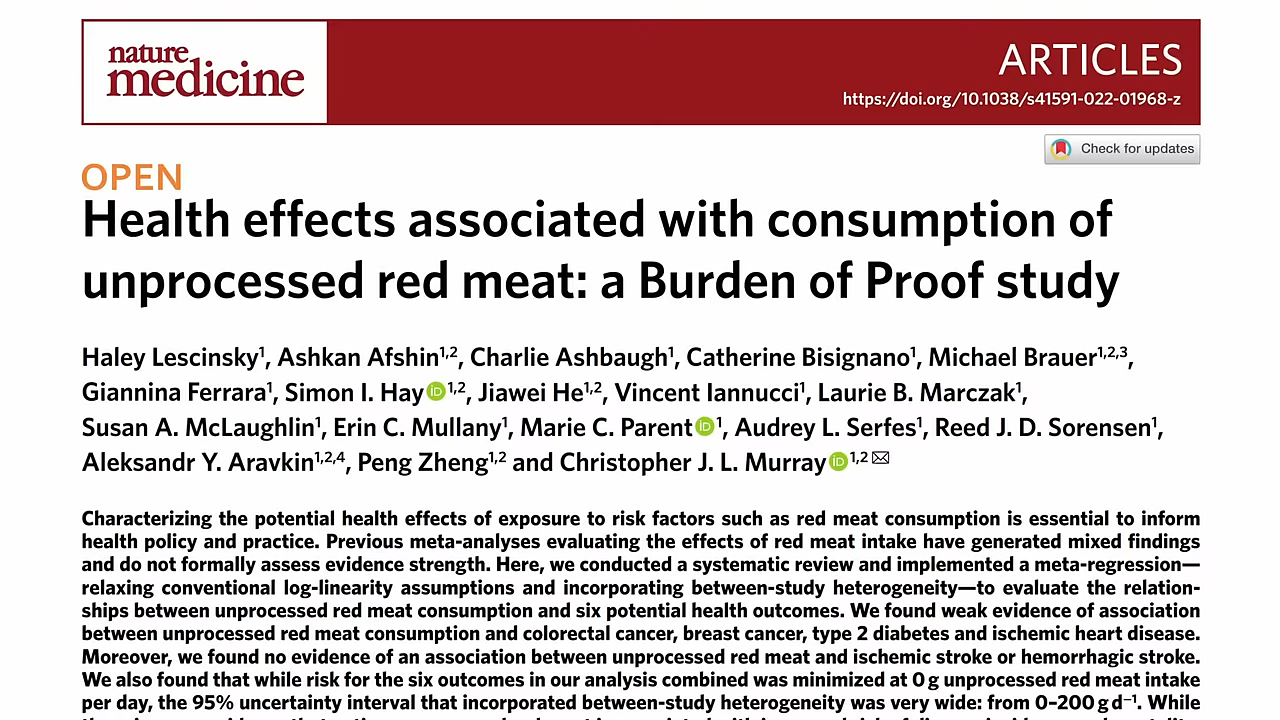 nature
medicine
ARTICLES
https://doi.org/10.1038/s41591-022-01968-z
Check for updates
OPEN
Health effects associated with consumption of
unprocessed red meat: a Burden of Proof study
Haley Lescinsky¹, Ashkan Afshin¹,², Charlie Ashbaugh¹, Catherine Bisignano¹, Michael Brauer¹,²,³,
Giannina Ferrara¹, Simon I. Hay iD ¹,², Jiawei He¹,², Vincent Iannucci¹, Laurie B. Marczak¹,
Susan A. McLaughlin¹, Erin C. Mullany¹, Marie C. Parent iD ¹, Audrey L. Serfes¹, Reed J. D. Sorensen¹,
Aleksandr Y. Aravkin¹,²,⁴, Peng Zheng¹,² and Christopher J. L. Murray iD ¹,² ✉
Characterizing the potential health effects of exposure to risk factors such as red meat consumption is essential to inform
health policy and practice. Previous meta-analyses evaluating the effects of red meat intake have generated mixed findings
and do not formally assess evidence strength. Here, we conducted a systematic review and implemented a meta-regression—
relaxing conventional log-linearity assumptions and incorporating between-study heterogeneity—to evaluate the relation-
ships between unprocessed red meat consumption and six potential health outcomes. We found weak evidence of association
between unprocessed red meat consumption and colorectal cancer, breast cancer, type 2 diabetes and ischemic heart disease.
Moreover, we found no evidence of an association between unprocessed red meat and ischemic stroke or hemorrhagic stroke.
We also found that while risk for the six outcomes in our analysis combined was minimized at 0 g unprocessed red meat intake
per day, the 95% uncertainty interval that incorporated between-study heterogeneity was very wide: from 0–200 g d⁻¹. While